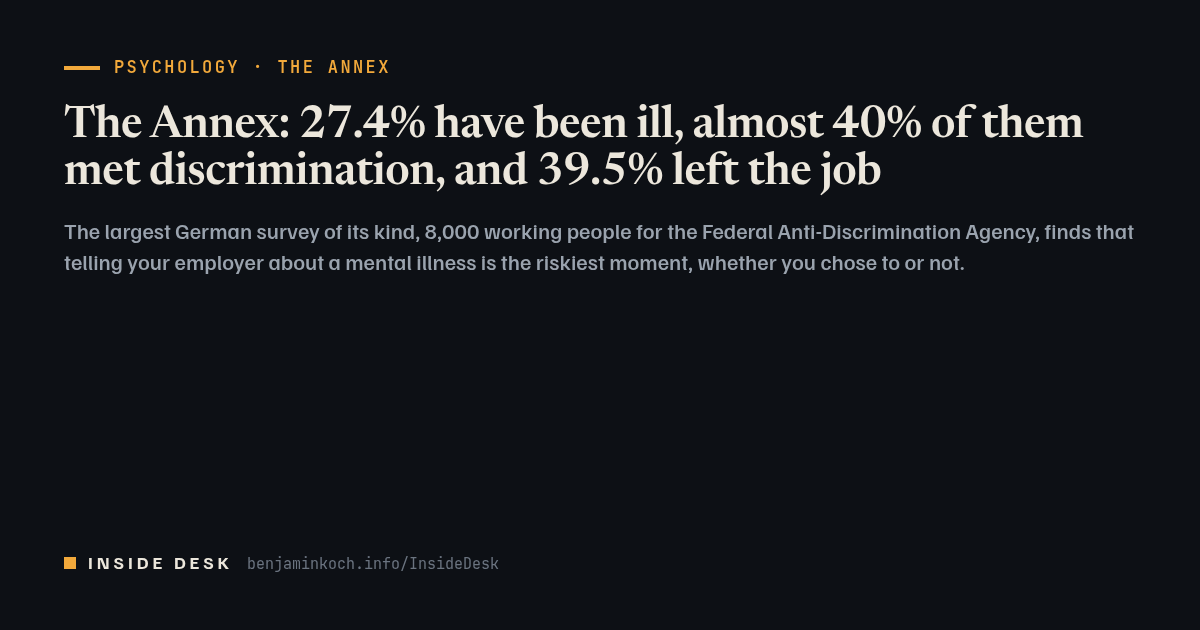 PSYCHOLOGY · THE ANNEX
The Annex: 27.4% have been ill, almost 40% of them
met discrimination, and 39.5% left the job
The largest German survey of its kind, 8,000 working people for the Federal Anti-Discrimination Agency, finds that
telling your employer about a mental illness is the riskiest moment, whether you chose to or not.
INSIDE DESK benjaminkoch.info/InsideDesk